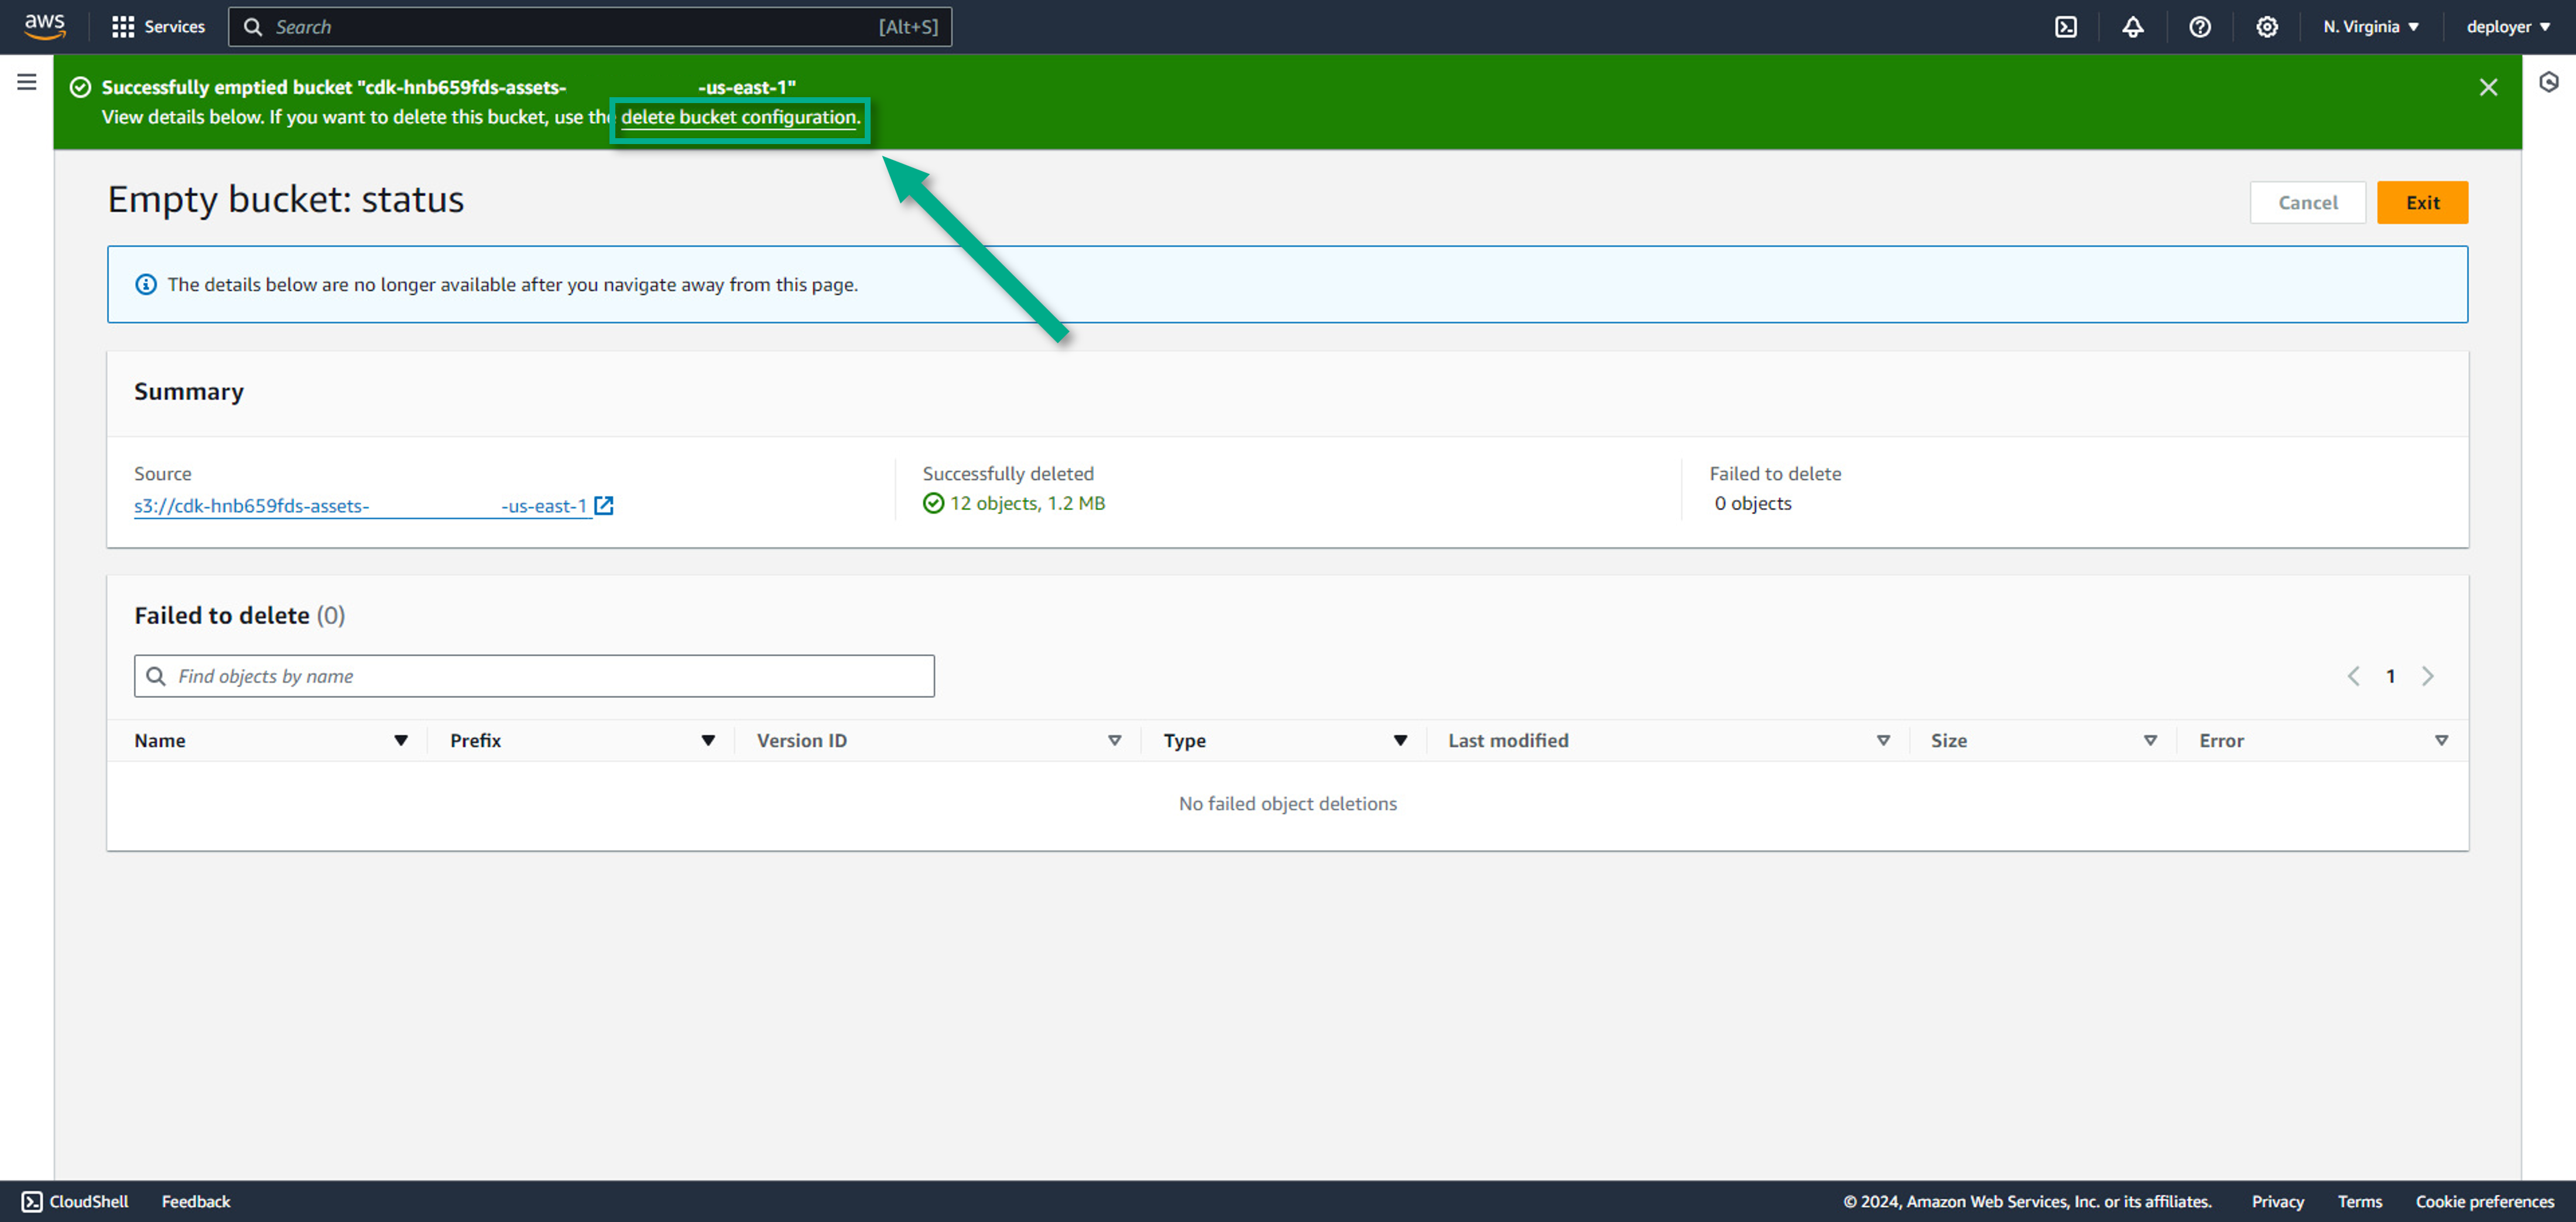 aws Services Search [Alt+S] N. Virginia deployer
Successfully emptied bucket "cdk-hnb659fds-assets- -us-east-1"
View details below. If you want to delete this bucket, use the delete bucket configuration.
Empty bucket: status
Cancel Exit
The details below are no longer available after you navigate away from this page.
Summary
Source Successfully deleted Failed to delete
s3://cdk-hnb659fds-assets- -us-east-1 12 objects, 1.2 MB 0 objects
Failed to delete (0)
Find objects by name 1
Name Prefix Version ID Type Last modified Size Error
No failed object deletions
CloudShell Feedback © 2024, Amazon Web Services, Inc. or its affiliates. Privacy Terms Cookie preferences